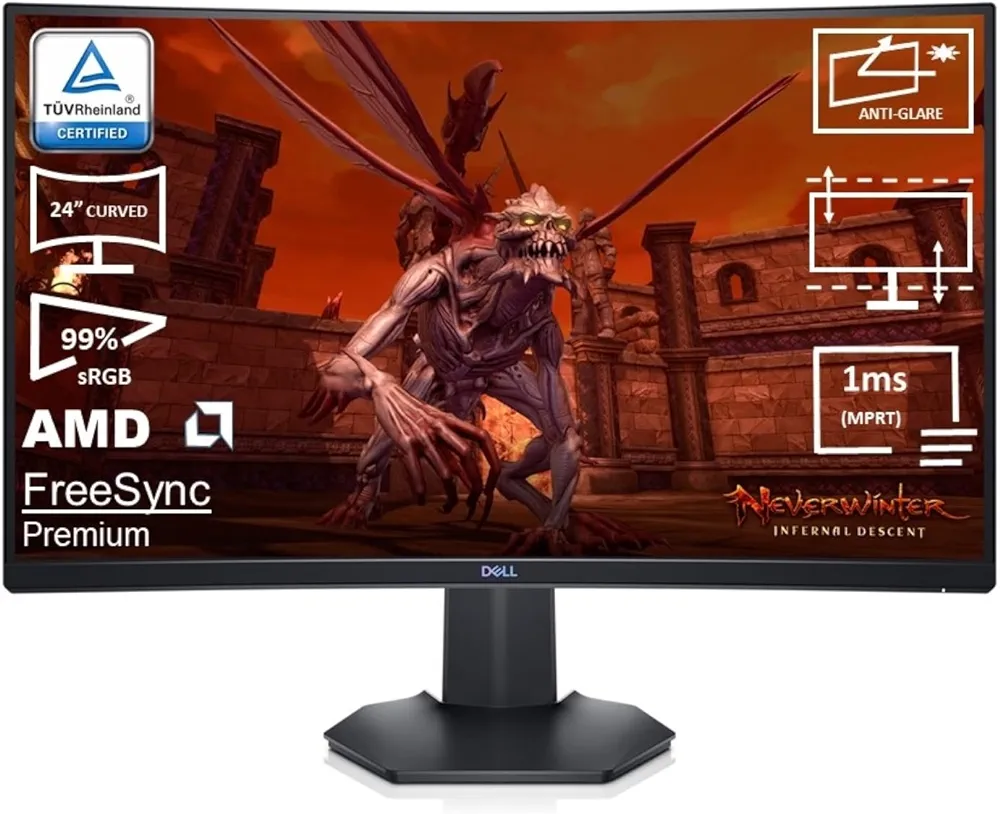 TÜVRheinland®
CERTIFIED
24” CURVED
99%
sRGB
AMD
FreeSync
Premium
ANTI-GLARE
1ms
(MPRT)
NEVERWINTER
INFERNAL DESCENT
DELL